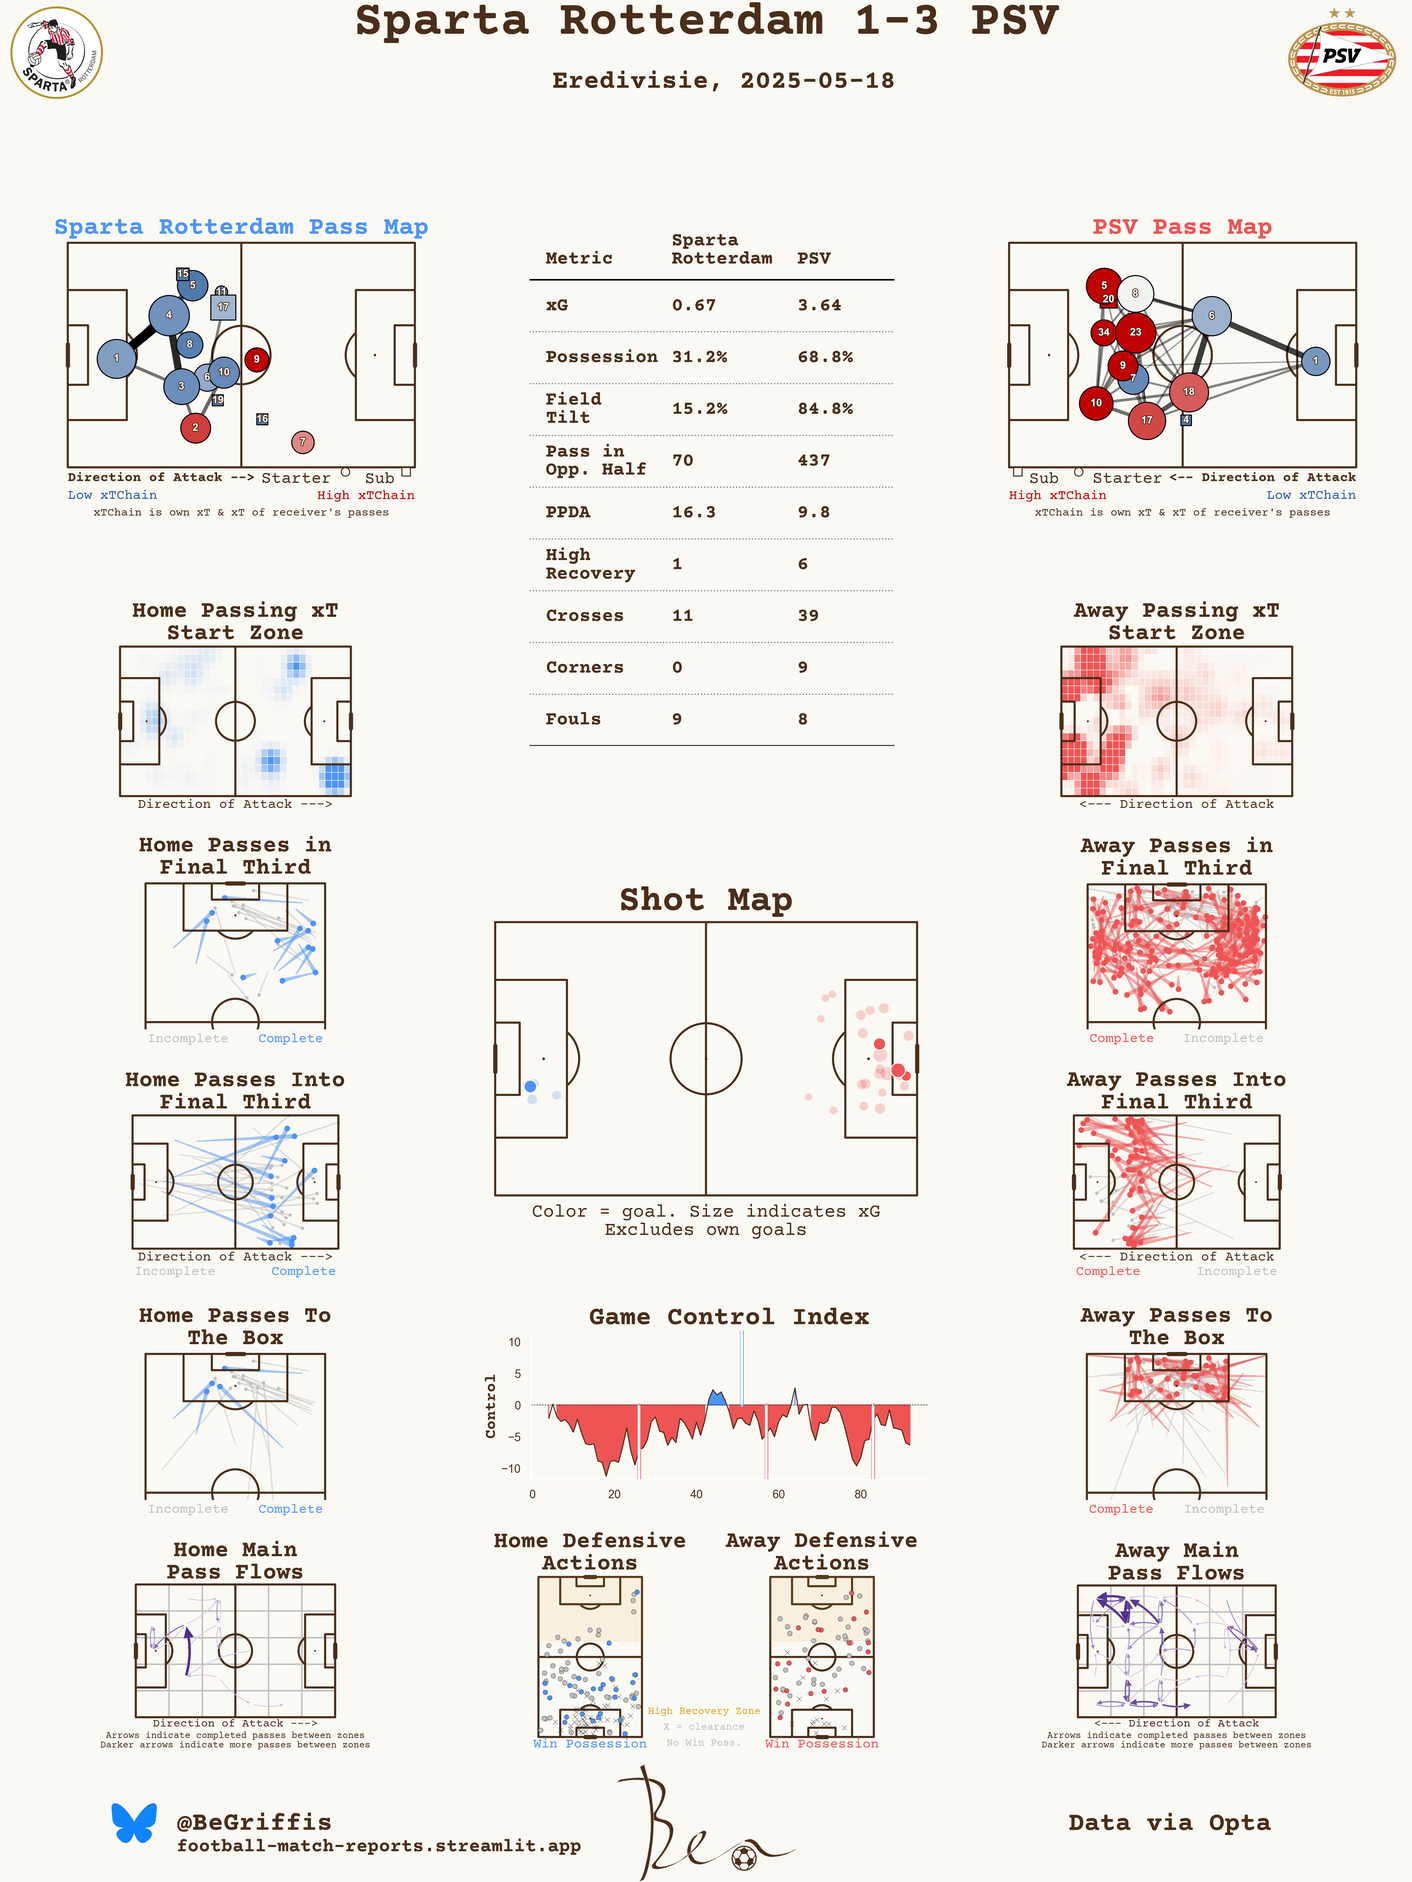 Sparta Rotterdam 1-3 PSV
Eredivisie, 2025-05-18
SPARTA
ROTTERDAM
PSV
EST 1913
Sparta Rotterdam Pass Map
15
5
11
17
4
8
1
9
6
10
3
19
16
2
7
Direction of Attack --> Starter Sub
Low xTChain High xTChain
xTChain is own xT & xT of receiver's passes
Metric Sparta Rotterdam PSV
xG 0.67 3.64
Possession 31.2% 68.8%
Field Tilt 15.2% 84.8%
Pass in Opp. Half 70 437
PPDA 16.3 9.8
High Recovery 1 6
Crosses 11 39
Corners 0 9
Fouls 9 8
PSV Pass Map
5
8
20
6
34
23
9
7
1
10
18
17
4
Sub Starter <-- Direction of Attack
High xTChain Low xTChain
xTChain is own xT & xT of receiver's passes
Home Passing xT
Start Zone
Direction of Attack --->
Away Passing xT
Start Zone
<--- Direction of Attack
Home Passes in
Final Third
Incomplete Complete
Away Passes in
Final Third
Complete Incomplete
Shot Map
Color = goal. Size indicates xG
Excludes own goals
Home Passes Into
Final Third
Direction of Attack --->
Incomplete Complete
Away Passes Into
Final Third
<--- Direction of Attack
Complete Incomplete
Home Passes To
The Box
Incomplete Complete
Game Control Index
Control
10
5
0
−5
−10
0 20 40 60 80
Away Passes To
The Box
Complete Incomplete
Home Main
Pass Flows
Direction of Attack --->
Arrows indicate completed passes between zones
Darker arrows indicate more passes between zones
Home Defensive
Actions
Win Possession
Away Defensive
Actions
Win Possession
High Recovery Zone
X = clearance
No Win Poss.
Away Main
Pass Flows
<--- Direction of Attack
Arrows indicate completed passes between zones
Darker arrows indicate more passes between zones
@BeGriffis
football-match-reports.streamlit.app
Ben
Data via Opta